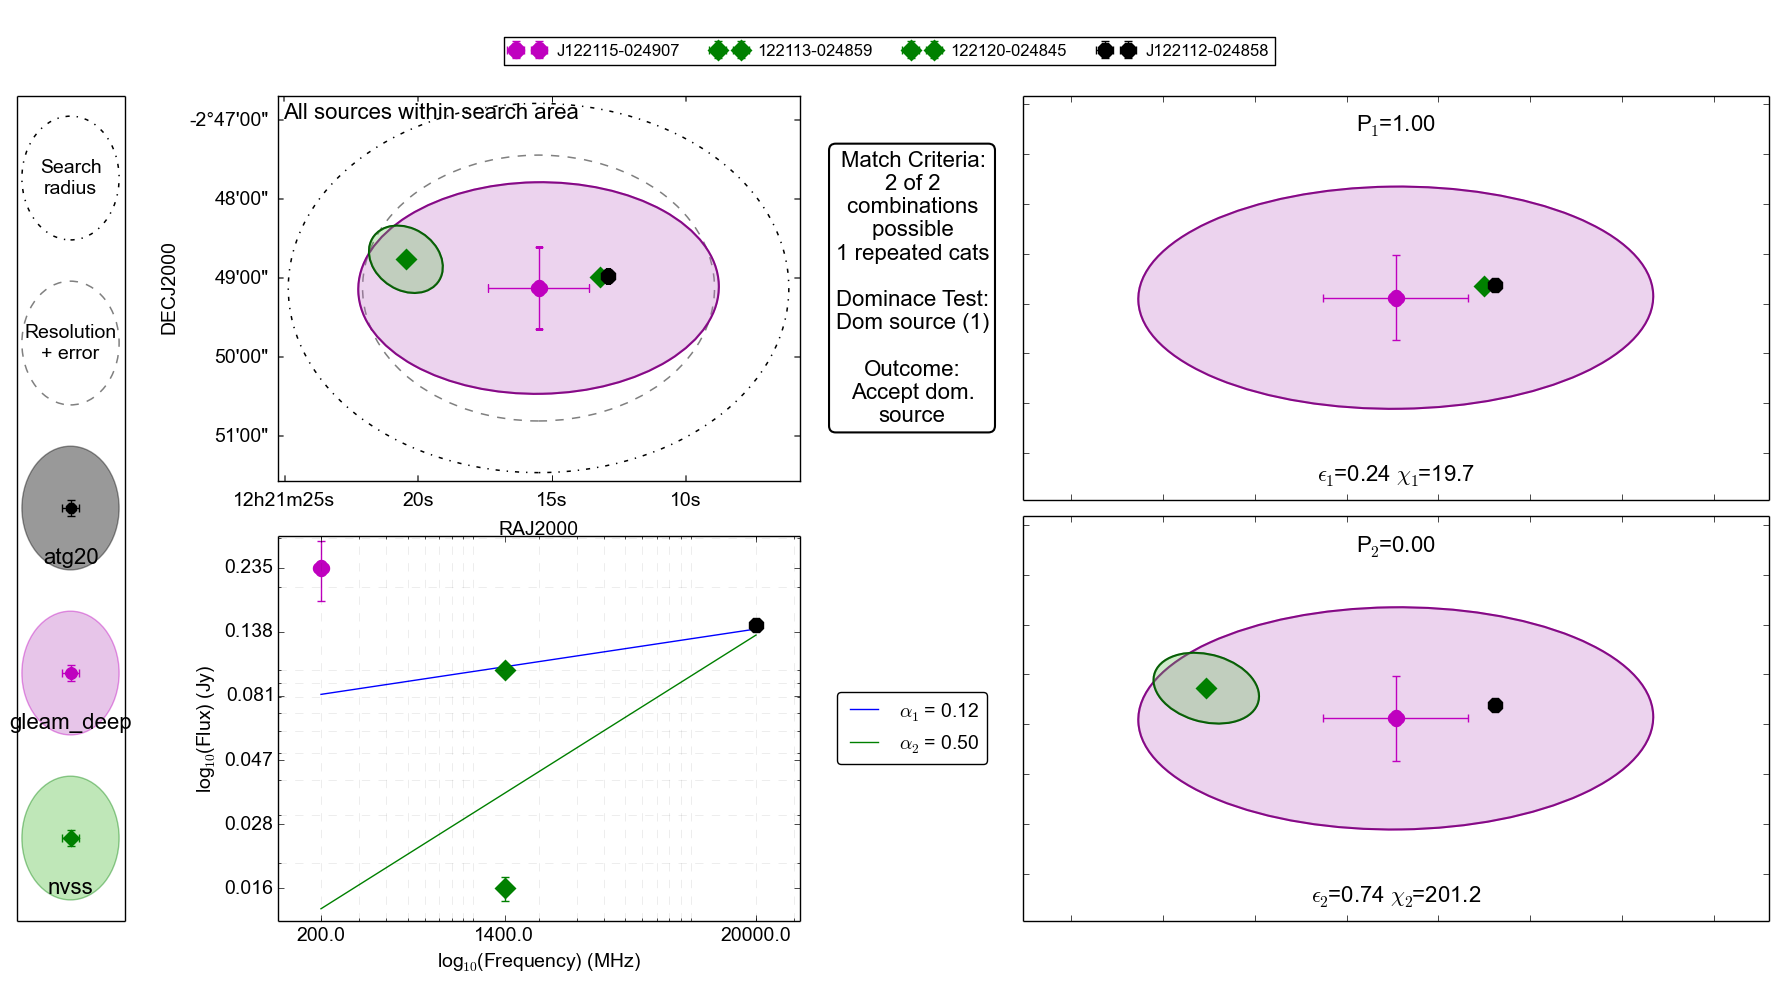 J122115-024907 122113-024859 122120-024845 J122112-024858
Search
radius
Resolution
+ error
atg20
gleam_deep
nvss
All sources within search area
DECJ2000
-2°47'00"
48'00"
49'00"
50'00"
51'00"
12h21m25s 20s 15s 10s
RAJ2000
Match Criteria:
2 of 2
combinations
possible
1 repeated cats
Dominace Test:
Dom source (1)
Outcome:
Accept dom.
source
P1=1.00
ϵ1=0.24 χ1=19.7
log10(Flux) (Jy)
0.235
0.138
0.081
0.047
0.028
0.016
200.0 1400.0 20000.0
log10(Frequency) (MHz)
α1 = 0.12
α2 = 0.50
P2=0.00
ϵ2=0.74 χ2=201.2